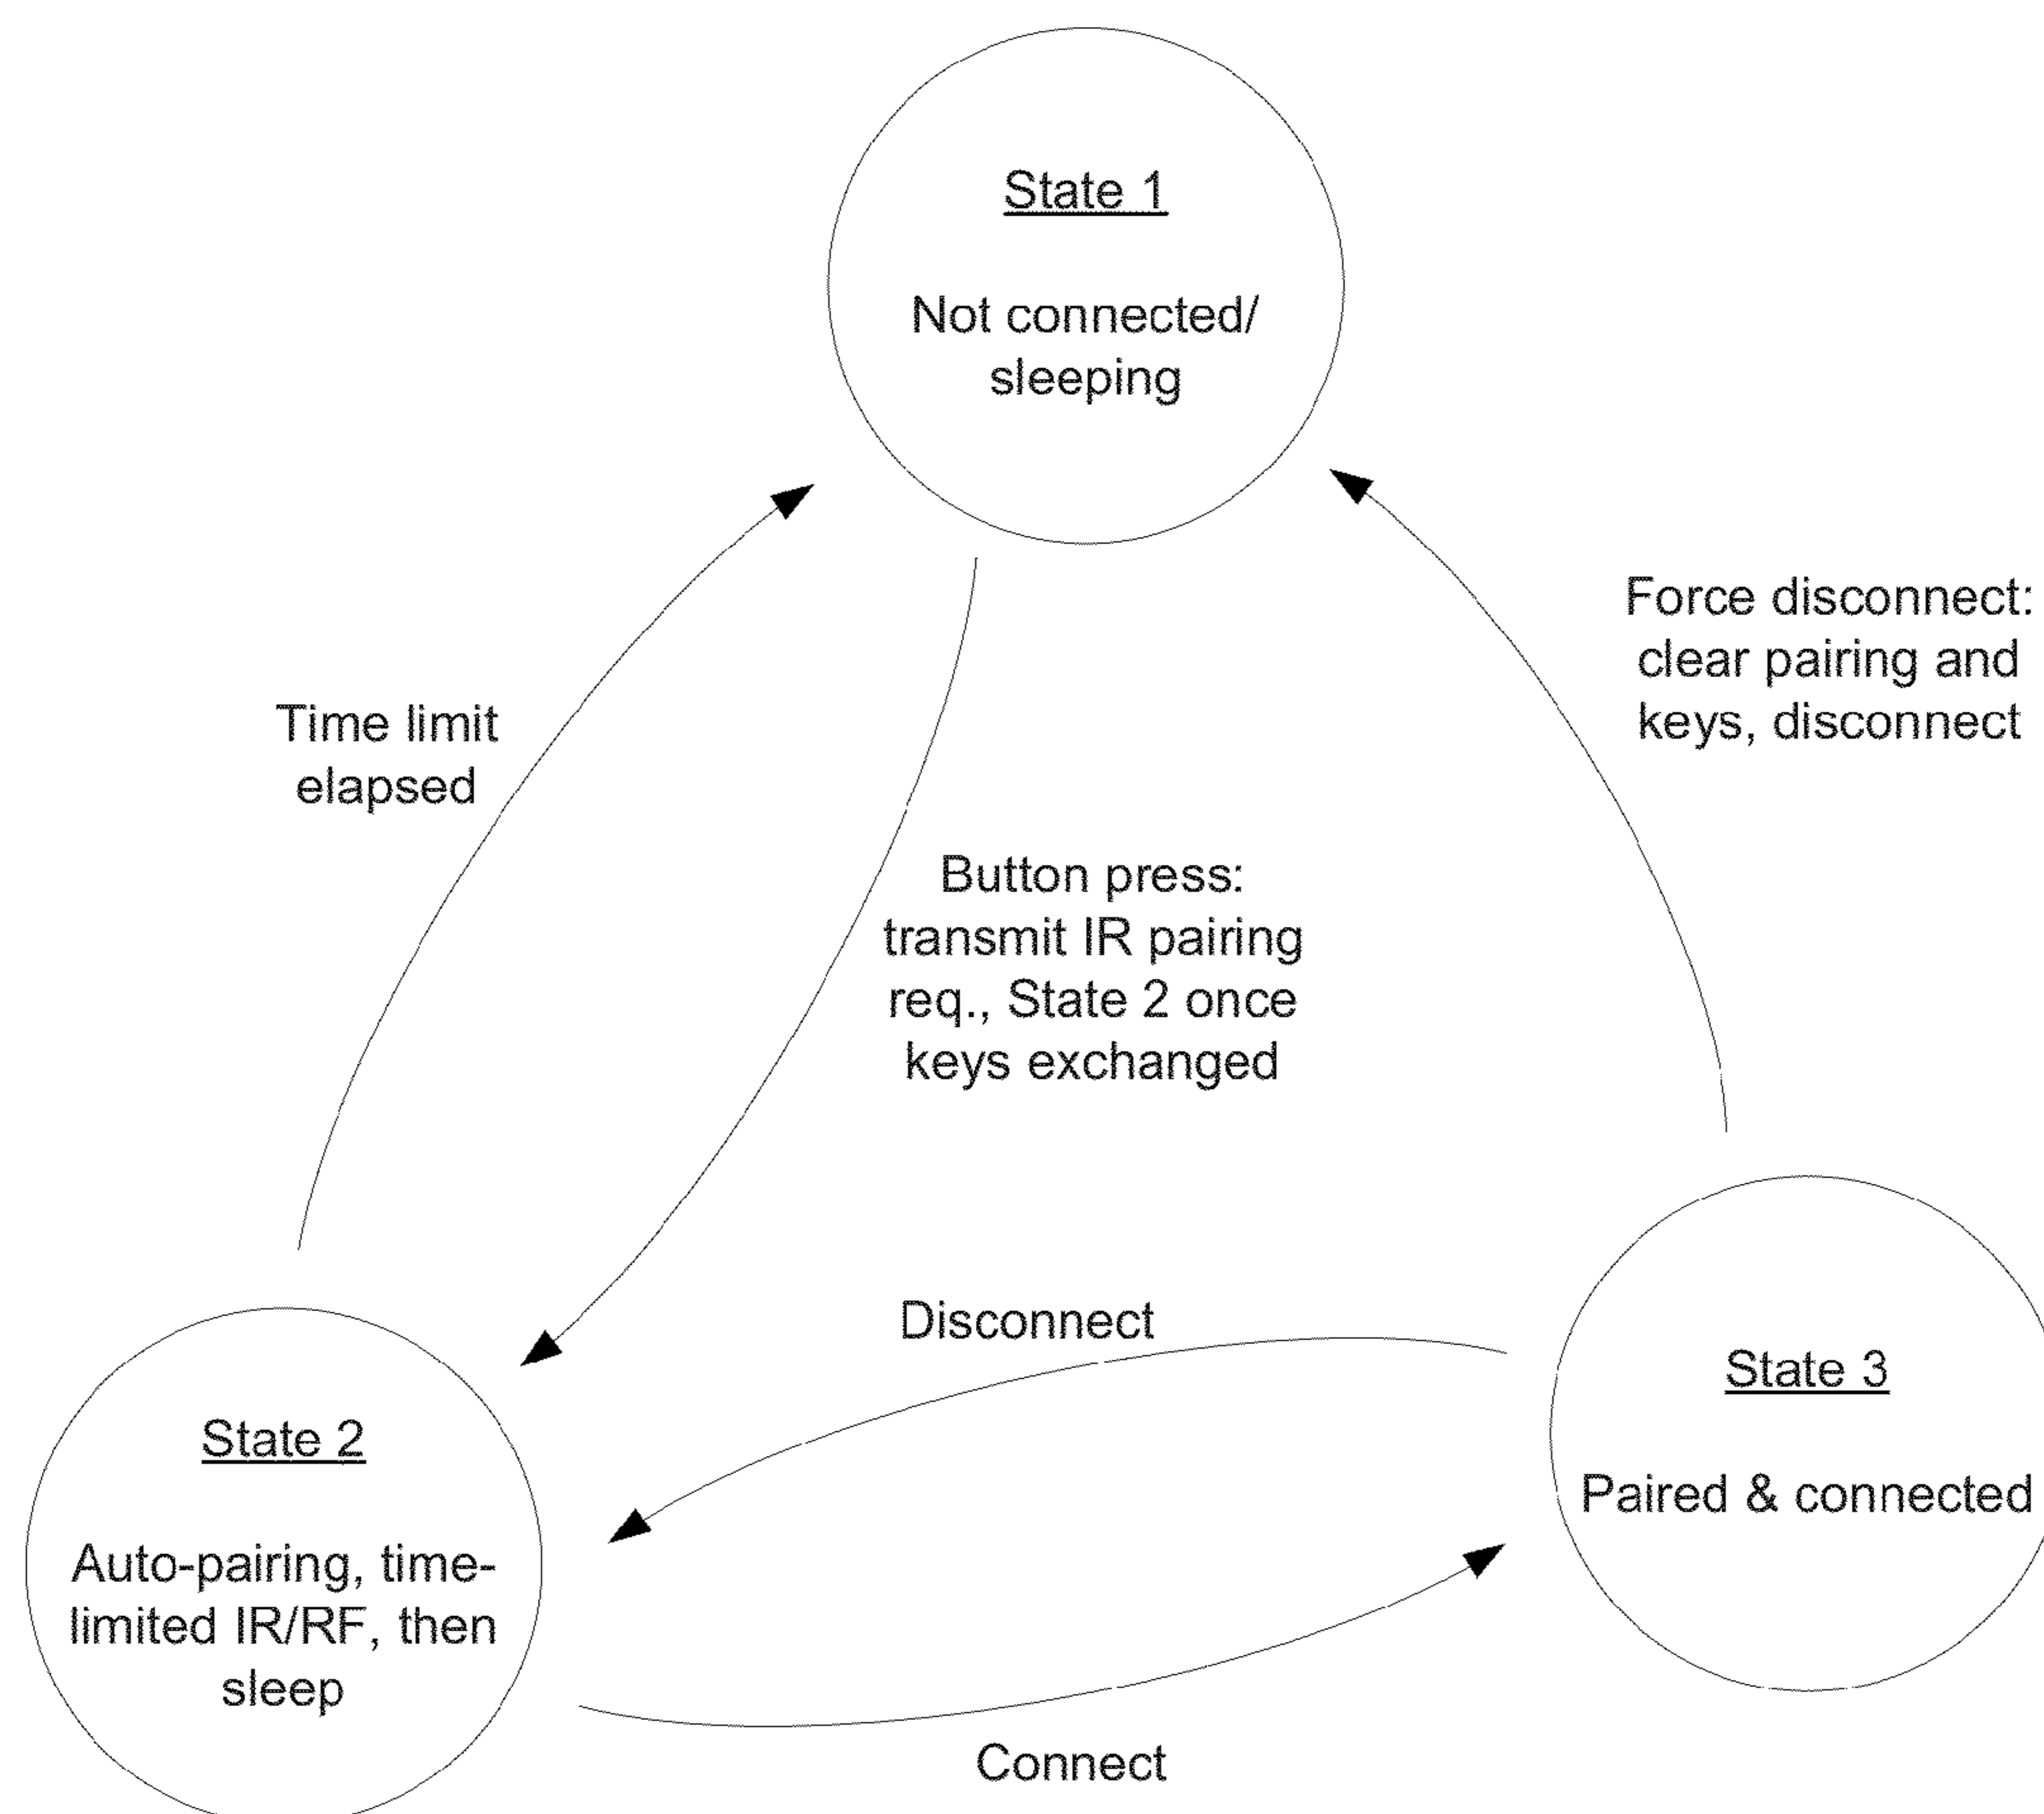 State 1
Not connected/
sleeping
Time limit
elapsed
Force disconnect:
clear pairing and
keys, disconnect
Button press:
transmit IR pairing
req., State 2 once
keys exchanged
Disconnect
State 3
Paired & connected
State 2
Auto-pairing, time-
limited IR/RF, then
sleep
Connect